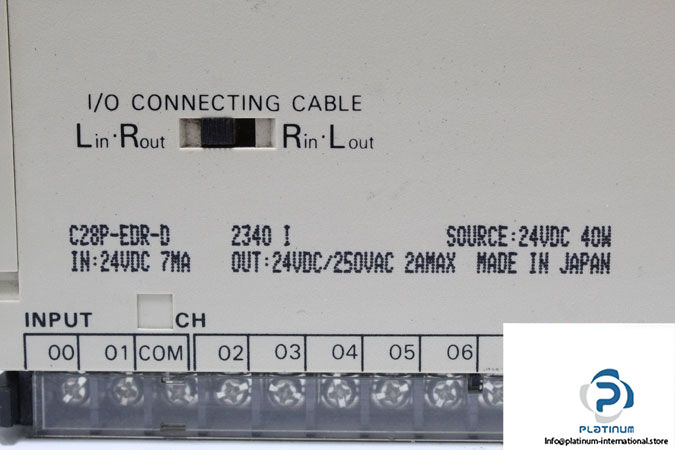 I/O CONNECTING CABLE
Lin·Rout Rin·Lout
C28P-EDR-D 2340 I SOURCE:24VDC 40W
IN:24VDC 7MA OUT:24VDC/250VAC 2AMAX MADE IN JAPAN
INPUT CH
00 01 COM 02 03 04 05 06
PLATINUM
Info@platinum-international.store